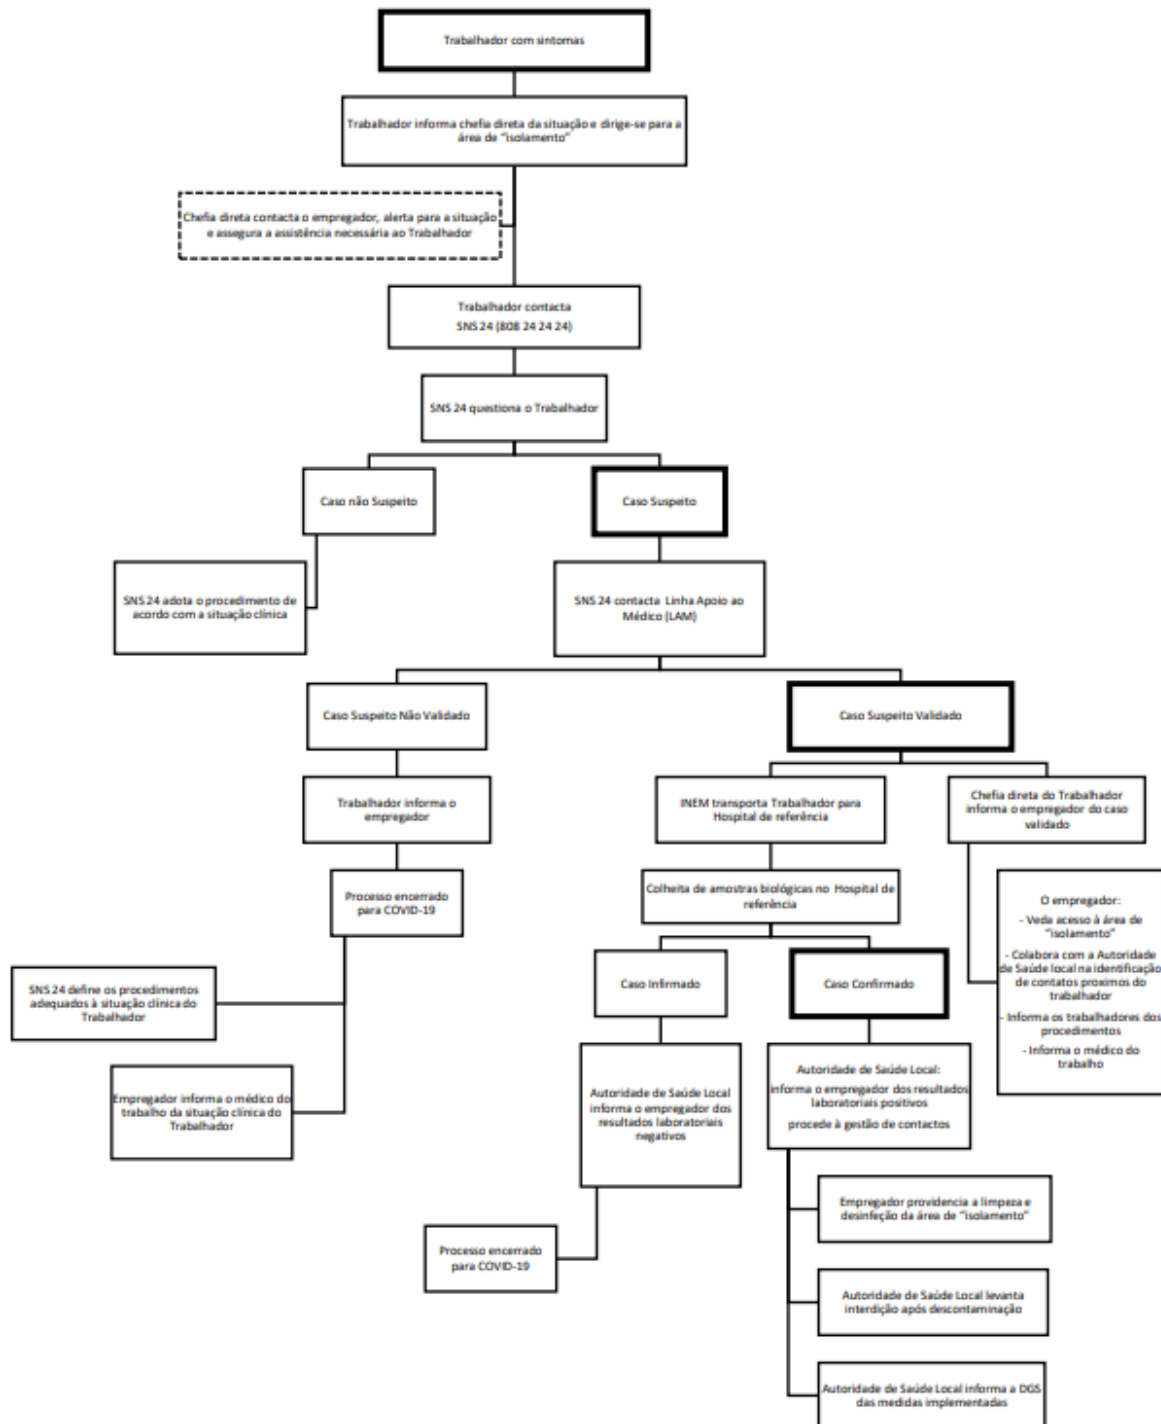 Trabalhador com sintomas
Trabalhador informa chefia direta da situação e dirige-se para a
área de "isolamento"
Chefia direta contacta o empregador, alerta para a situação
e assegura a assistência necessária ao Trabalhador
Trabalhador contacta
SNS 24 (808 24 24 24)
SNS 24 questiona o Trabalhador
Caso não Suspeito
Caso Suspeito
SNS 24 adota o procedimento de
acordo com a situação clínica
SNS 24 contacta Linha Apoio ao
Médico (LAM)
Caso Suspeito Não Validado
Caso Suspeito Validado
Trabalhador informa o
empregador
INEM transporta Trabalhador para
Hospital de referência
Chefia direta do Trabalhador
informa o empregador do caso
validado
Processo encerrado
para COVID-19
Colheita de amostras biológicas no Hospital de
referência
O empregador:
- Veda acesso à área de
"isolamento"
- Colabora com a Autoridade
de Saúde local na identificação
de contatos proximos do
trabalhador
- Informa os trabalhadores dos
procedimentos
- Informa o médico do
trabalho
SNS 24 define os procedimentos
adequados à situação clínica do
Trabalhador
Caso Infirmado
Caso Confirmado
Empregador informa o médico do
trabalho da situação clínica do
Trabalhador
Autoridade de Saúde Local
informa o empregador dos
resultados laboratoriais
negativos
Autoridade de Saúde Local:
informa o empregador dos resultados
laboratoriais positivos
procede à gestão de contactos
Processo encerrado
para COVID-19
Empregador providencia a limpeza e
desinfeção da área de "isolamento"
Autoridade de Saúde Local levanta
interdição após descontaminação
Autoridade de Saúde Local informa a DGS
das medidas implementadas